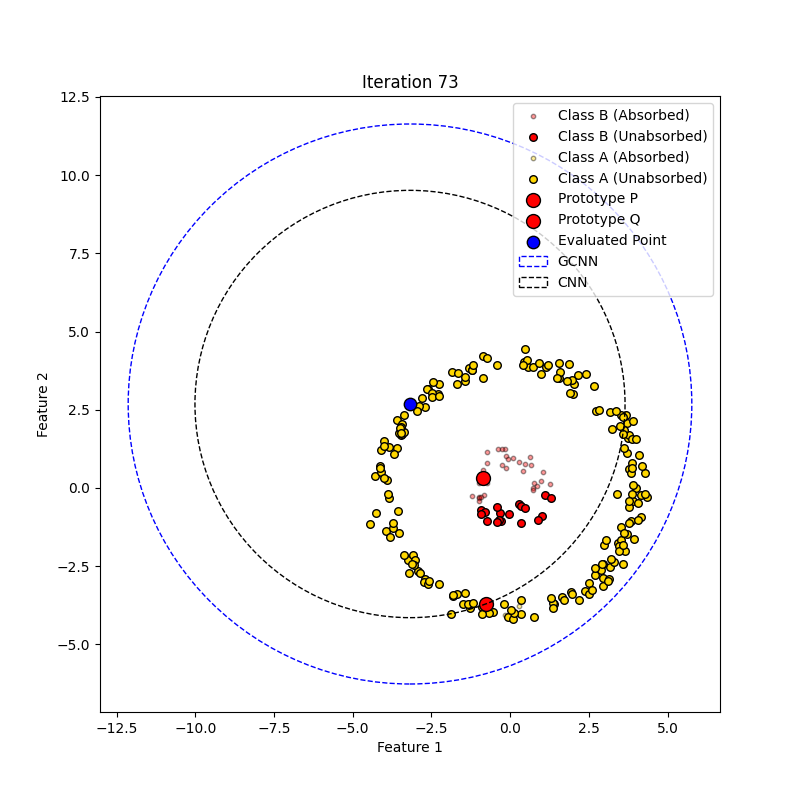 Iteration 73
12.5
10.0
7.5
5.0
2.5
0.0
−2.5
−5.0
Feature 2
Class B (Absorbed)
Class B (Unabsorbed)
Class A (Absorbed)
Class A (Unabsorbed)
Prototype P
Prototype Q
Evaluated Point
GCNN
CNN
−12.5 −10.0 −7.5 −5.0 −2.5 0.0 2.5 5.0
Feature 1